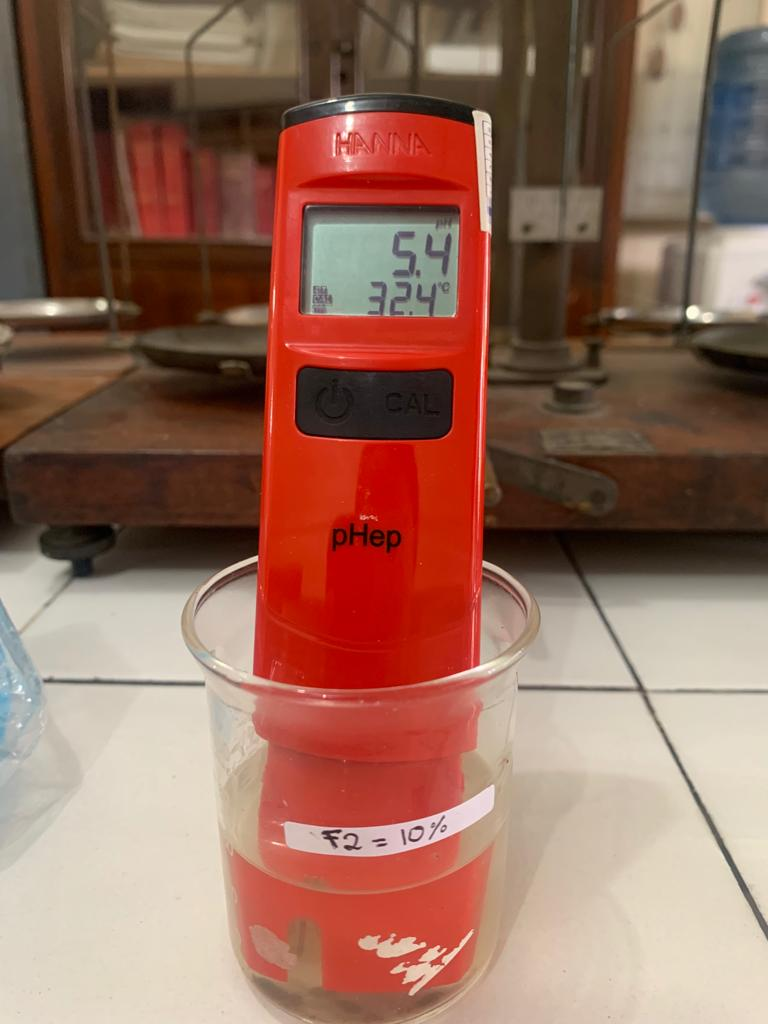 HANNA
pH
5.4
32.4°C
CAL
pHep
F2 = 10%